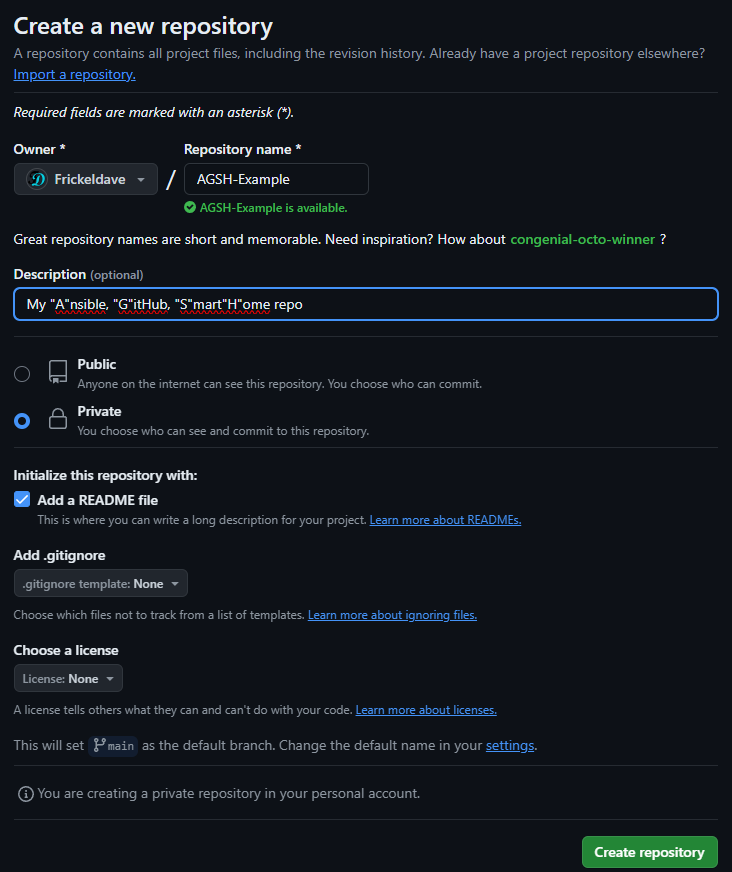 Create a new repository
A repository contains all project files, including the revision history. Already have a project repository elsewhere?
Import a repository.
Required fields are marked with an asterisk (*).
Owner * Repository name *
Frickeldave / AGSH-Example
AGSH-Example is available.
Great repository names are short and memorable. Need inspiration? How about congenial-octo-winner ?
Description (optional)
My "A"nsible, "G"itHub, "S"mart"H"ome repo
Public
Anyone on the internet can see this repository. You choose who can commit.
Private
You choose who can see and commit to this repository.
Initialize this repository with:
Add a README file
This is where you can write a long description for your project. Learn more about READMEs.
Add .gitignore
.gitignore template: None
Choose which files not to track from a list of templates. Learn more about ignoring files.
Choose a license
License: None
A license tells others what they can and can't do with your code. Learn more about licenses.
This will set main as the default branch. Change the default name in your settings.
You are creating a private repository in your personal account.
Create repository